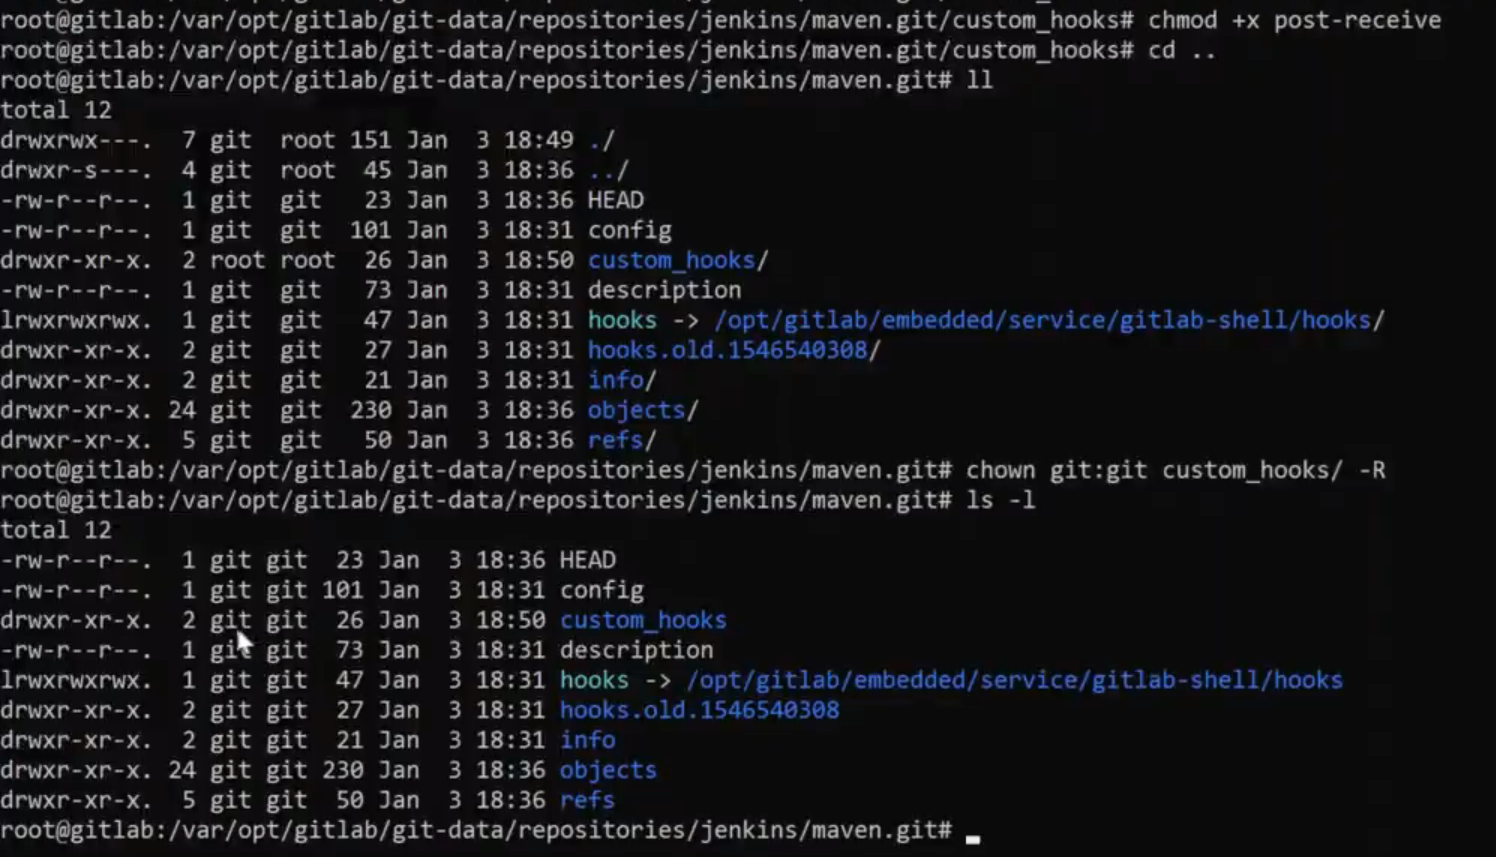 root@gitlab:/var/opt/gitlab/git-data/repositories/jenkins/maven.git/custom_hooks# chmod +x post-receive
root@gitlab:/var/opt/gitlab/git-data/repositories/jenkins/maven.git/custom_hooks# cd ..
root@gitlab:/var/opt/gitlab/git-data/repositories/jenkins/maven.git# ll
total 12
drwxrwx---.  7 git  root 151 Jan  3 18:49 ./
drwxr-s---.  4 git  root  45 Jan  3 18:36 ../
-rw-r--r--.  1 git  git   23 Jan  3 18:36 HEAD
-rw-r--r--.  1 git  git  101 Jan  3 18:31 config
drwxr-xr-x.  2 root root  26 Jan  3 18:50 custom_hooks/
-rw-r--r--.  1 git  git   73 Jan  3 18:31 description
lrwxrwxrwx.  1 git  git   47 Jan  3 18:31 hooks -> /opt/gitlab/embedded/service/gitlab-shell/hooks/
drwxr-xr-x.  2 git  git   27 Jan  3 18:31 hooks.old.1546540308/
drwxr-xr-x.  2 git  git   21 Jan  3 18:31 info/
drwxr-xr-x. 24 git  git  230 Jan  3 18:36 objects/
drwxr-xr-x.  5 git  git   50 Jan  3 18:36 refs/
root@gitlab:/var/opt/gitlab/git-data/repositories/jenkins/maven.git# chown git:git custom_hooks/ -R
root@gitlab:/var/opt/gitlab/git-data/repositories/jenkins/maven.git# ls -l
total 12
-rw-r--r--.  1 git git  23 Jan  3 18:36 HEAD
-rw-r--r--.  1 git git 101 Jan  3 18:31 config
drwxr-xr-x.  2 git git  26 Jan  3 18:50 custom_hooks
-rw-r--r--.  1 git git  73 Jan  3 18:31 description
lrwxrwxrwx.  1 git git  47 Jan  3 18:31 hooks -> /opt/gitlab/embedded/service/gitlab-shell/hooks
drwxr-xr-x.  2 git git  27 Jan  3 18:31 hooks.old.1546540308
drwxr-xr-x.  2 git git  21 Jan  3 18:31 info
drwxr-xr-x. 24 git git 230 Jan  3 18:36 objects
drwxr-xr-x.  5 git git  50 Jan  3 18:36 refs
root@gitlab:/var/opt/gitlab/git-data/repositories/jenkins/maven.git#